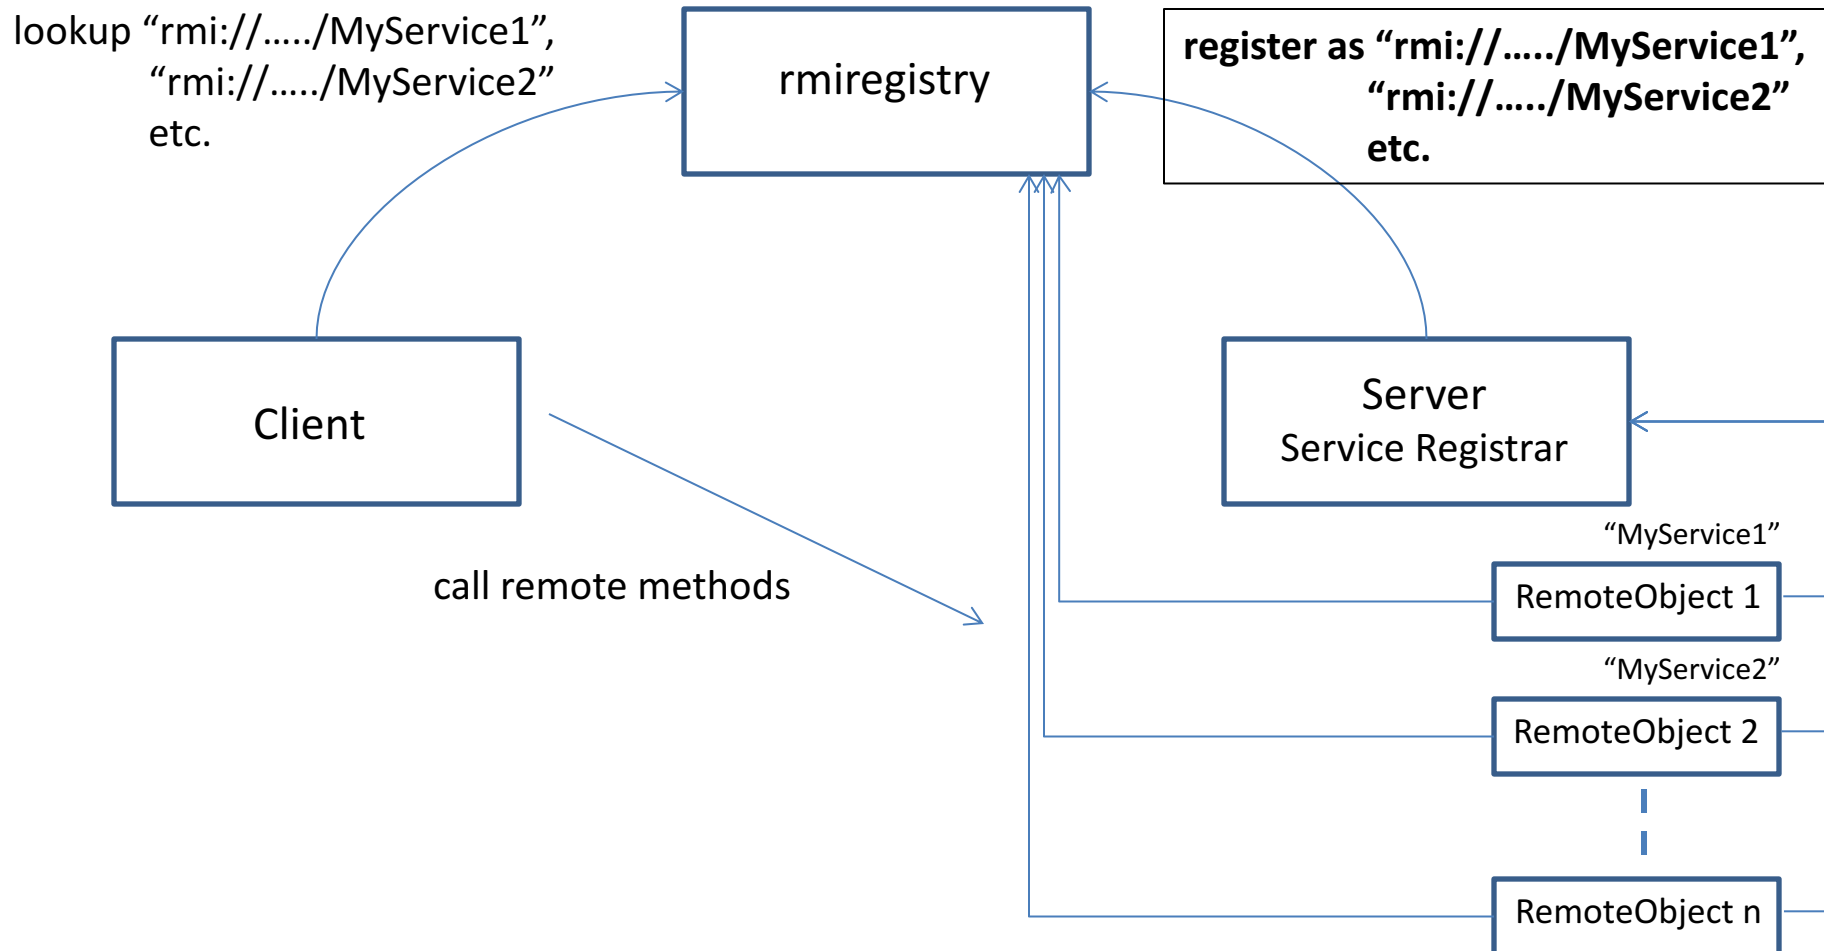 lookup “rmi://…../MyService1”,
“rmi://…../MyService2”
etc.
rmiregistry
register as “rmi://…../MyService1”,
“rmi://…../MyService2”
etc.
Client
Server
Service Registrar
call remote methods
“MyService1”
RemoteObject 1
“MyService2”
RemoteObject 2
RemoteObject n